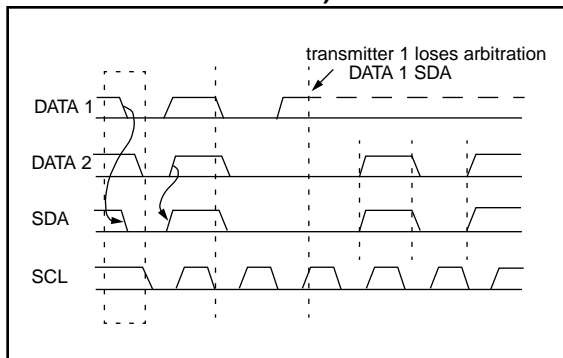 transmitter 1 loses arbitration
DATA 1 SDA
DATA 1
DATA 2
SDA
SCL